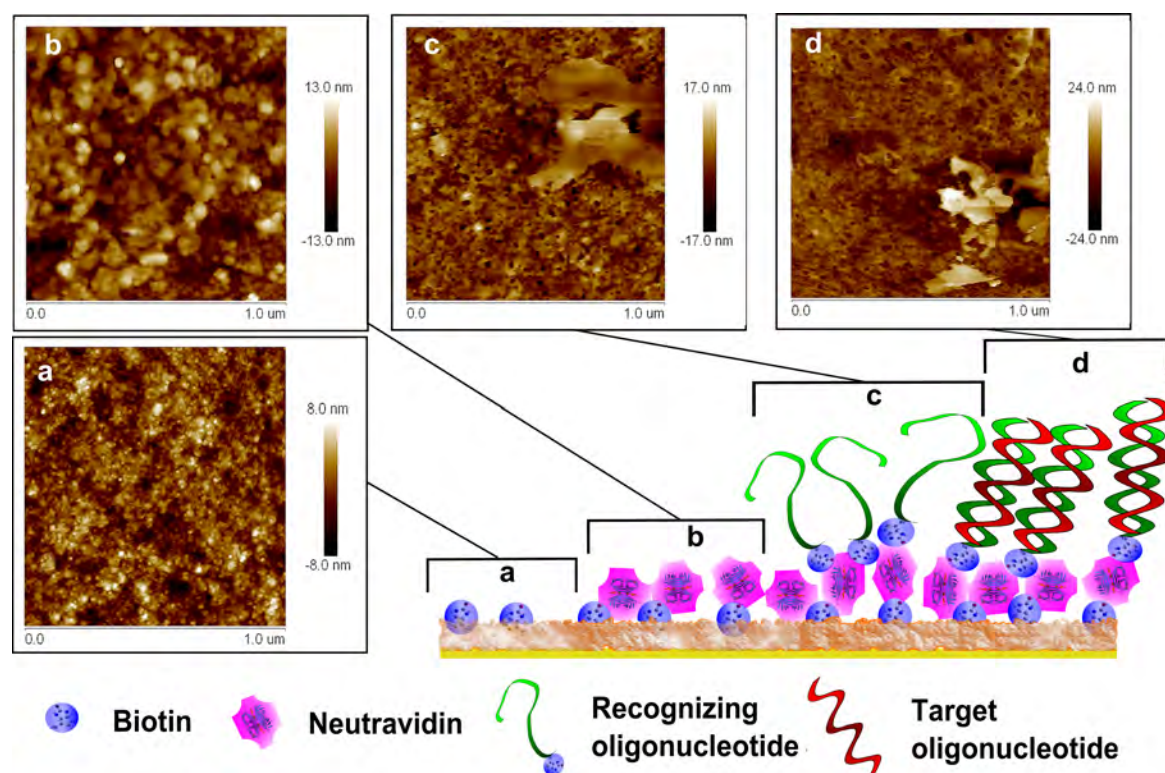 b
13.0 nm
-13.0 nm
0.0
1.0 um
c
17.0 nm
-17.0 nm
0.0
1.0 um
d
24.0 nm
-24.0 nm
0.0
1.0 um
a
8.0 nm
-8.0 nm
0.0
1.0 um
a
b
c
d
Biotin
Neutravidin
Recognizing
oligonucleotide
Target
oligonucleotide